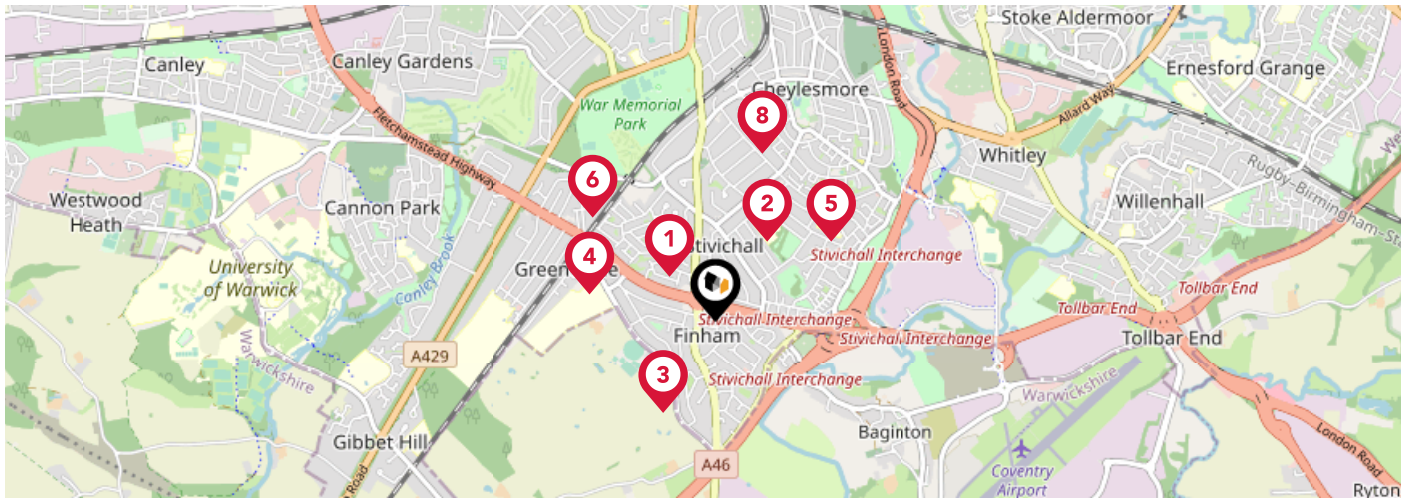 Stoke Aldermoor
Canley
Canley Gardens
Ernesford Grange
Cheylesmore
War Memorial
Park
London Road
Allard Way
8
Fletchamstead Highway
Whitley
Rugby-Birmingham-Sta
6
Westwood
Heath
Cannon Park
2
5
Willenhall
1
Stivichall
Stivichall Interchange
4
University
of Warwick
Canley Brook
Tollbar End
Tollbar End
Stivichall Interchange
Finham
Stivichall Interchange
Tollbar End
Warwickshire
A429
3
Stivichall Interchange
Warwickshire
Gibbet Hill
Baginton
London Road
A46
Coventry
Airport
Road
Ryton